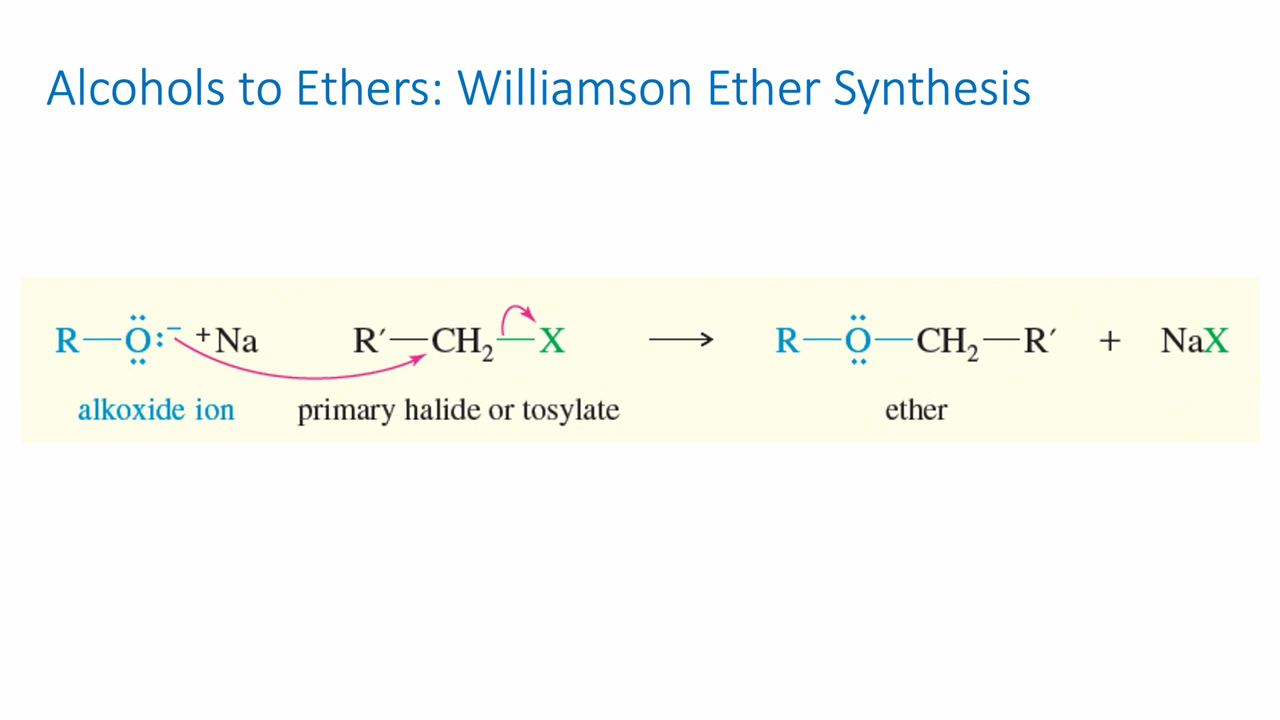 Alcohols to Ethers: Williamson Ether Synthesis
R—Ö:⁻ ⁺Na R′—CH₂—X ⟶ R—Ö—CH₂—R′ + NaX
alkoxide ion primary halide or tosylate ether